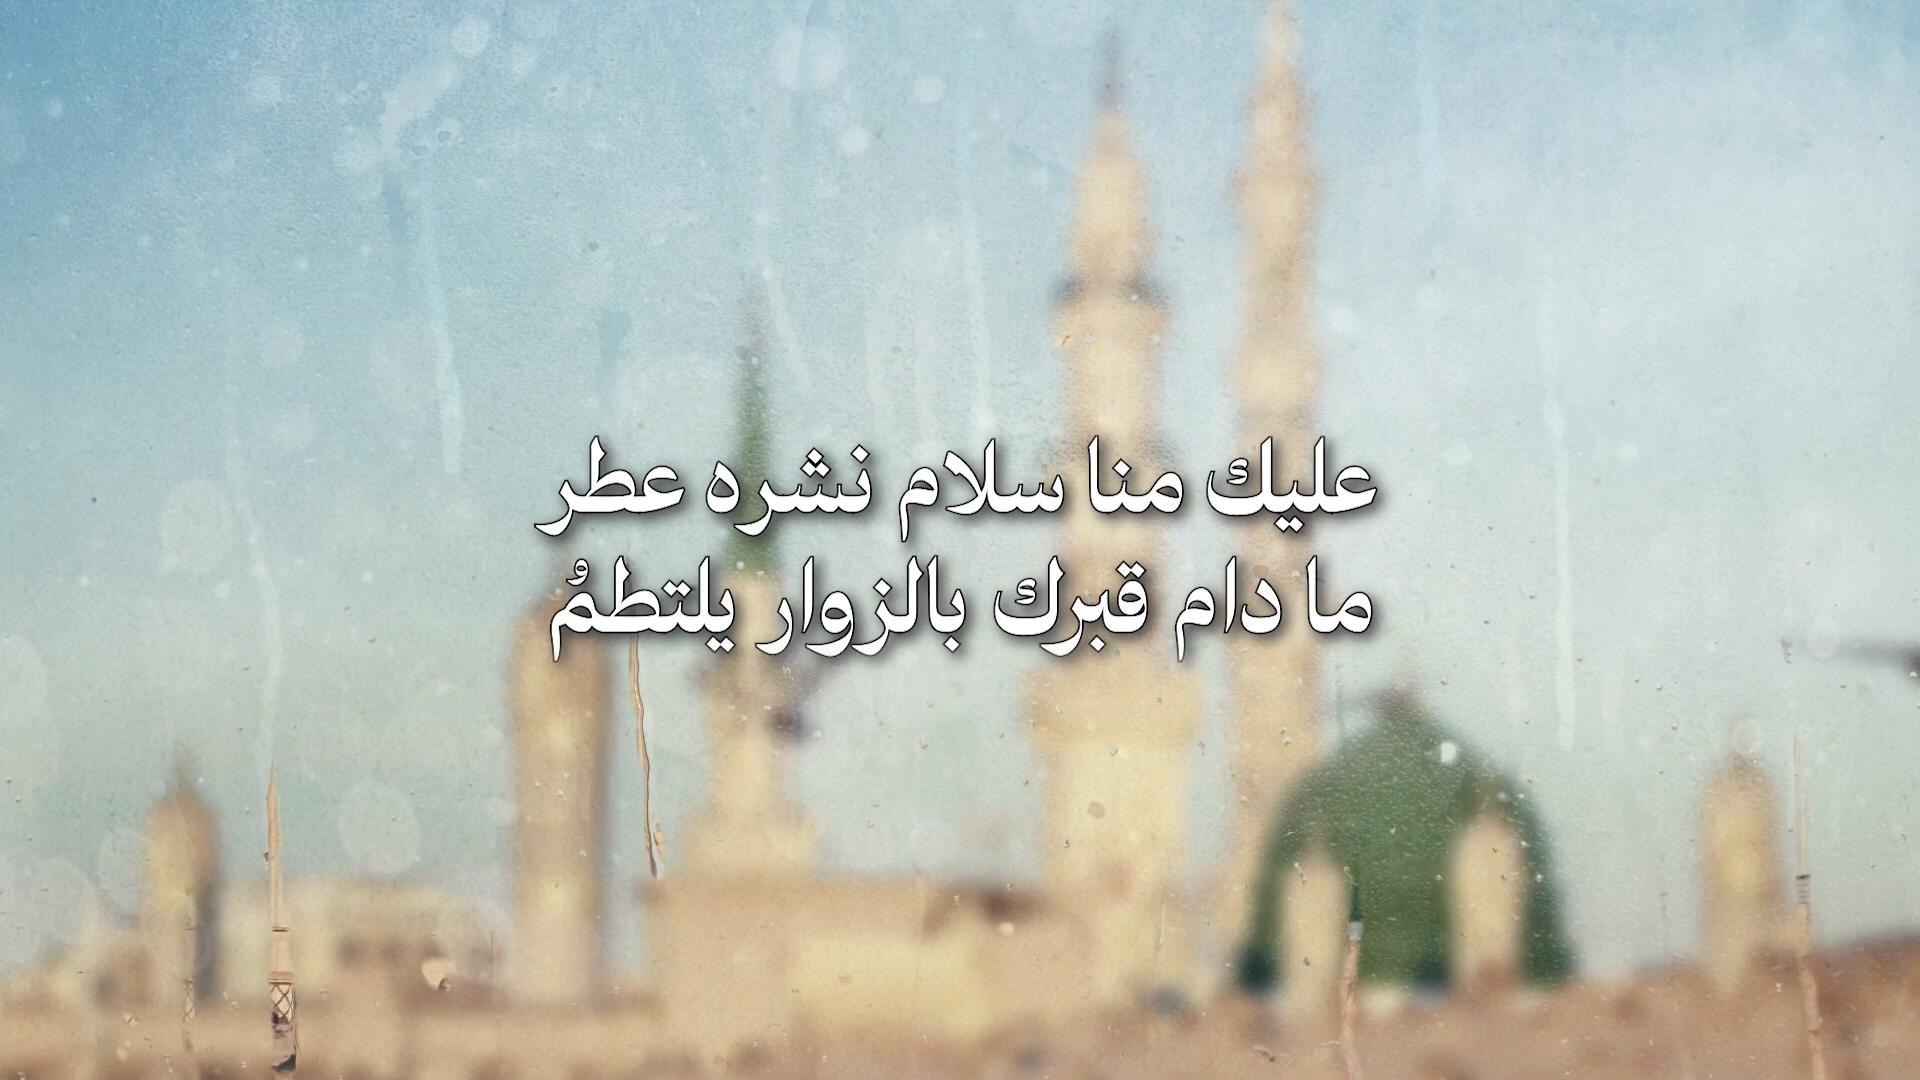 عليك منا سلام نشره عطر
ما دام قبرك بالزوار يلتطمُ